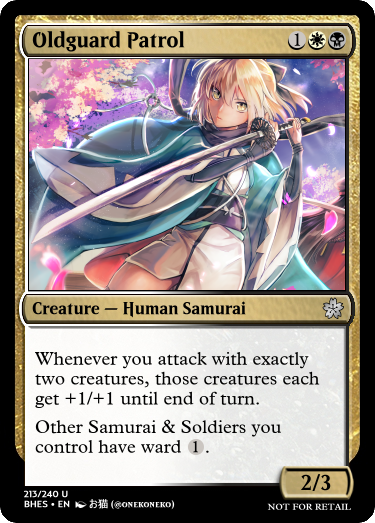 Oldguard Patrol 1
Creature — Human Samurai
Whenever you attack with exactly
two creatures, those creatures each
get +1/+1 until end of turn.
Other Samurai & Soldiers you
control have ward 1.
2/3
213/240 U
BHES • EN お猫 (@ONEKONEKO)
NOT FOR RETAIL